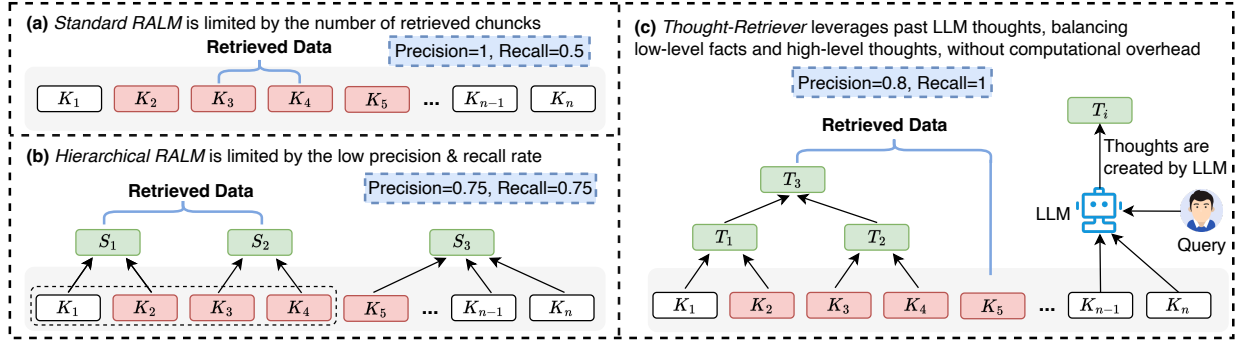 (a) Standard RALM is limited by the number of retrieved chuncks
Retrieved Data
Precision=1, Recall=0.5
K1 K2 K3 K4 K5 ... Kn−1 Kn
(b) Hierarchical RALM is limited by the low precision & recall rate
Retrieved Data
Precision=0.75, Recall=0.75
S1 S2 S3
K1 K2 K3 K4 K5 ... Kn−1 Kn
(c) Thought-Retriever leverages past LLM thoughts, balancing
low-level facts and high-level thoughts, without computational overhead
Precision=0.8, Recall=1
Retrieved Data
Ti
Thoughts are
created by LLM
T3
LLM
T1 T2
Query
K1 K2 K3 K4 K5 ... Kn−1 Kn